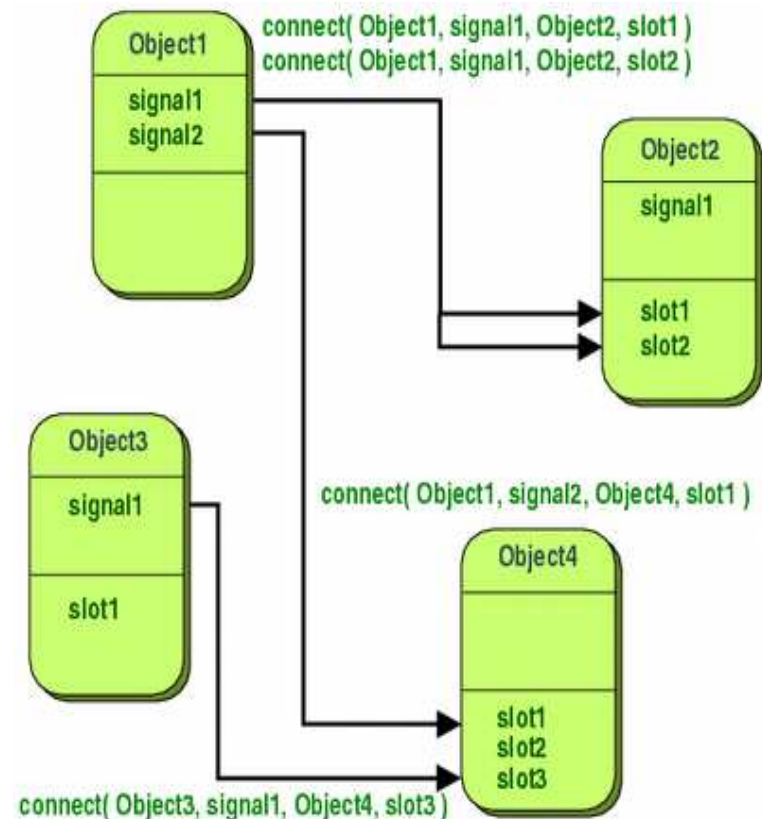 Object1
signal1
signal2
connect( Object1, signal1, Object2, slot1 )
connect( Object1, signal1, Object2, slot2 )
Object2
signal1
slot1
slot2
Object3
signal1
slot1
connect( Object1, signal2, Object4, slot1 )
Object4
slot1
slot2
slot3
connect( Object3, signal1, Object4, slot3 )